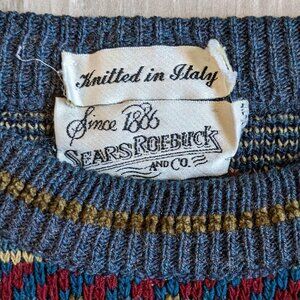 Knitted in Italy
Since 1886
SEARS ROEBUCK
AND CO.